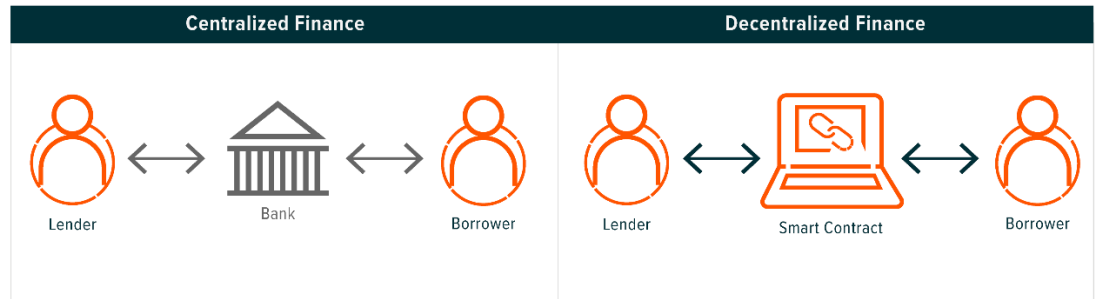 Centralized Finance
Decentralized Finance
Lender
Bank
Borrower
Lender
Smart Contract
Borrower